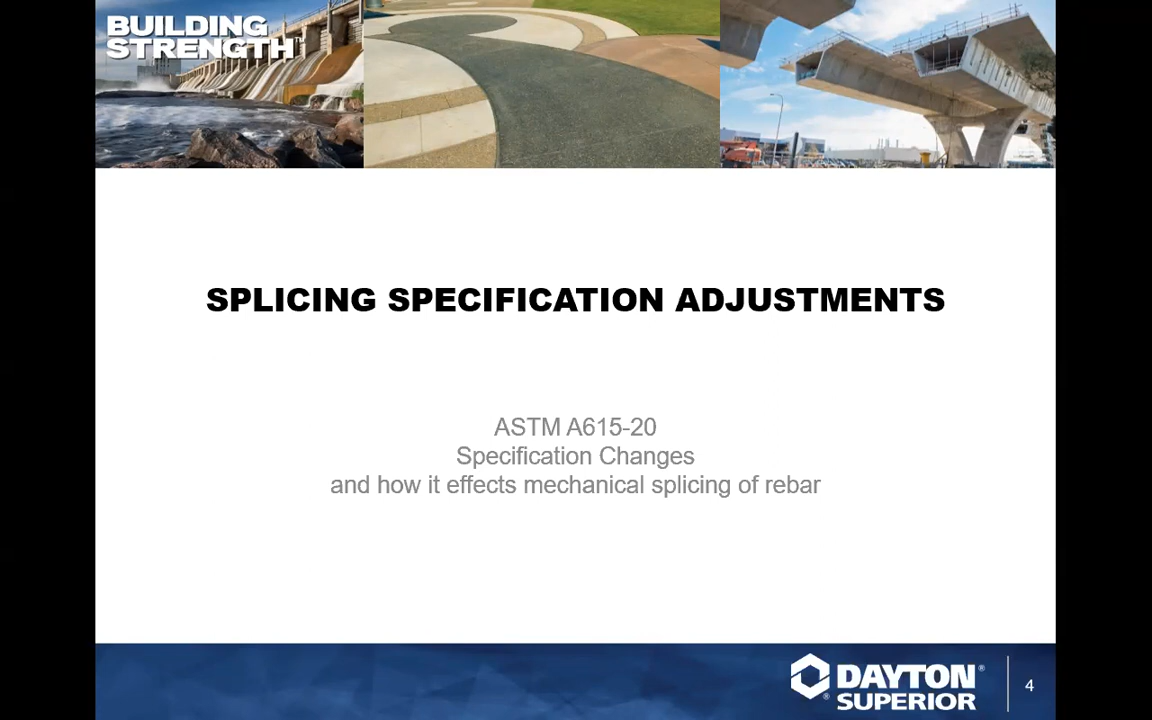 BUILDING
STRENGTH™
SPLICING SPECIFICATION ADJUSTMENTS
ASTM A615-20
Specification Changes
and how it effects mechanical splicing of rebar
DAYTON®
SUPERIOR
®
4